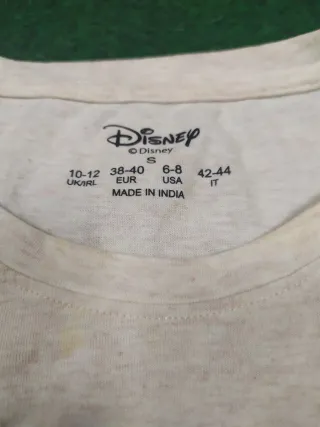 Disney
© Disney
S
10-12 38-40 6-8 42-44
UK/IRL EUR USA IT
MADE IN INDIA